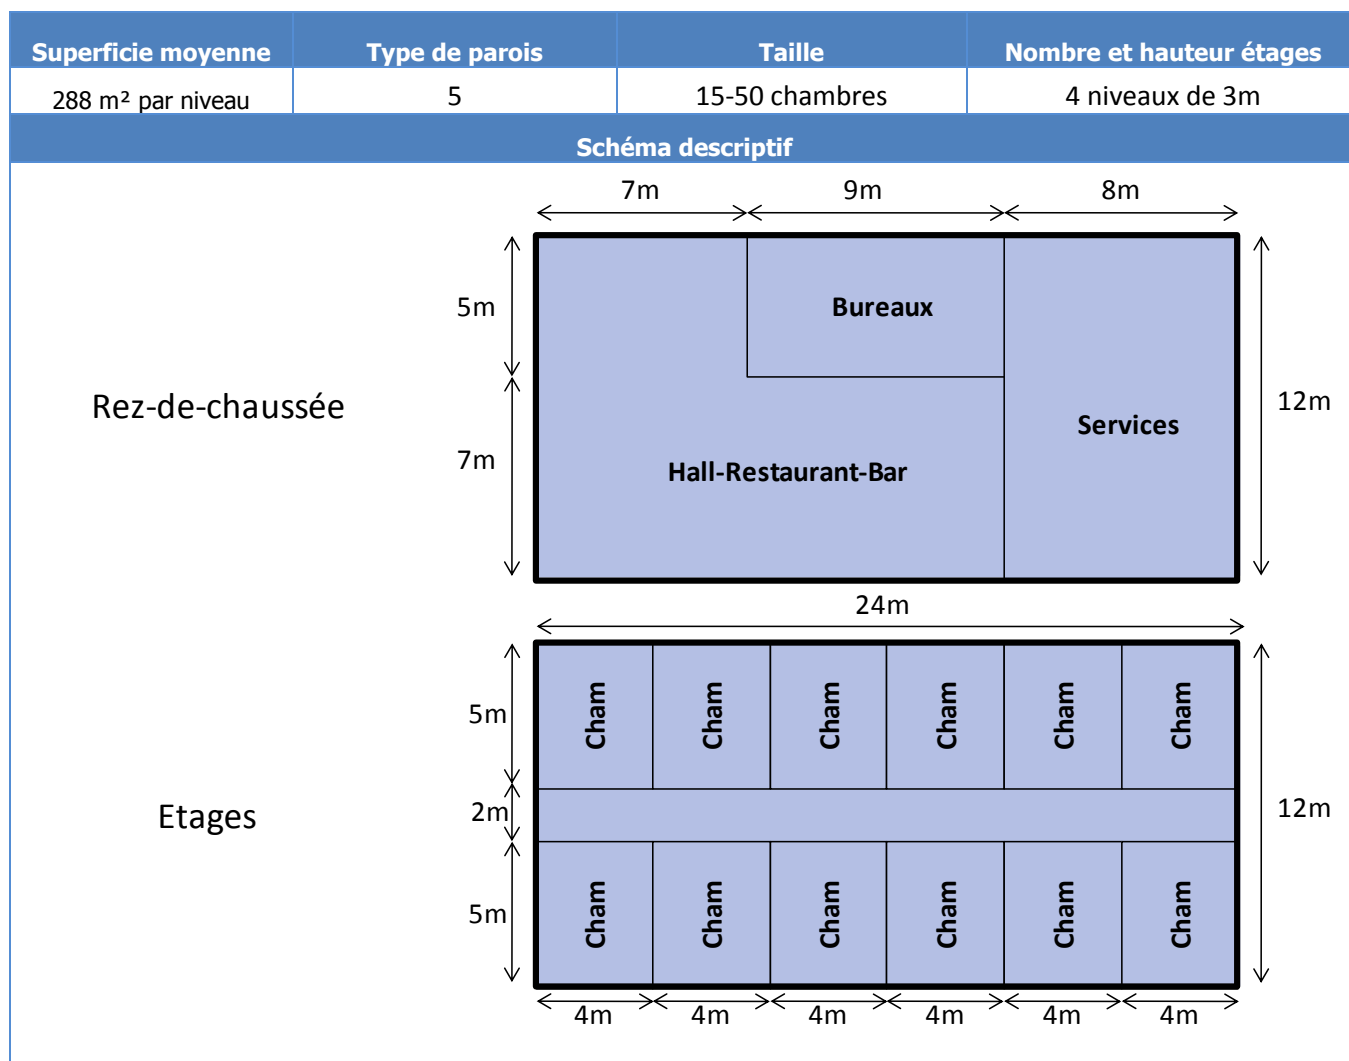 Superficie moyenne Type de parois Taille Nombre et hauteur étages
288 m² par niveau 5 15-50 chambres 4 niveaux de 3m
Schéma descriptif
7m 9m 8m
5m
Bureaux
Rez-de-chaussée
12m
Services
7m
Hall-Restaurant-Bar
24m
Cham Cham Cham Cham Cham Cham
5m
2m
Etages
12m
Cham Cham Cham Cham Cham Cham
5m
4m 4m 4m 4m 4m 4m